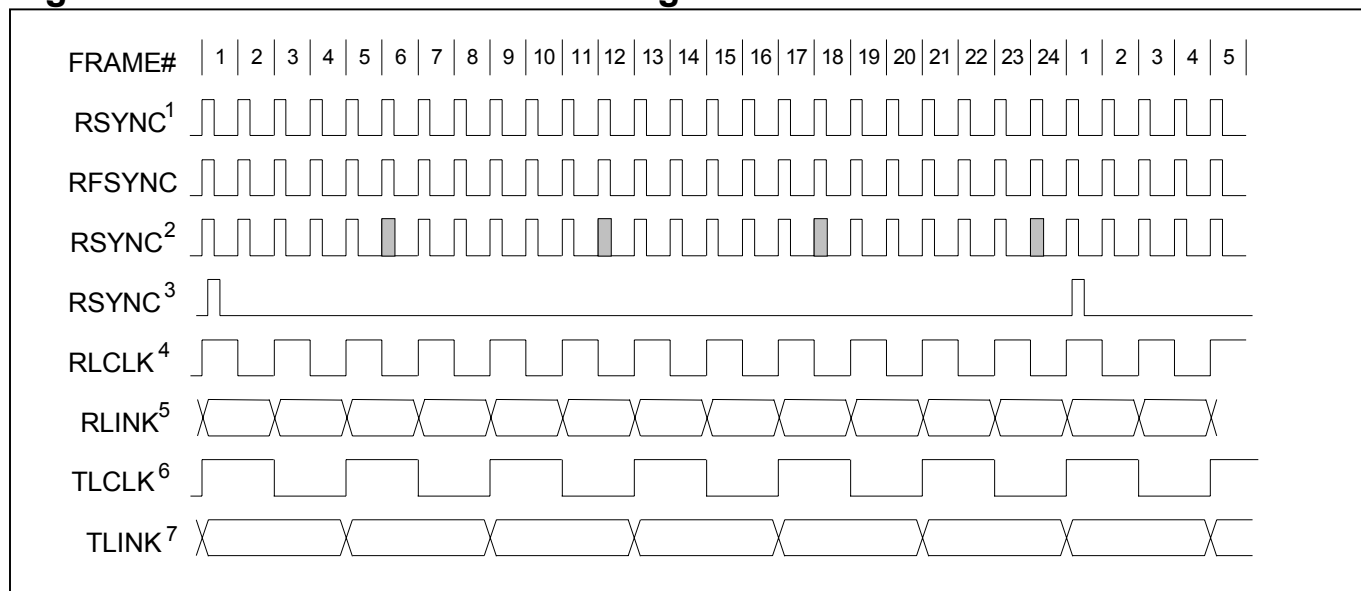 FRAME# 1 2 3 4 5 6 7 8 9 10 11 12 13 14 15 16 17 18 19 20 21 22 23 24 1 2 3 4 5
RSYNC1
RFSYNC
RSYNC2
RSYNC3
RLCLK4
RLINK5
TLCLK6
TLINK7